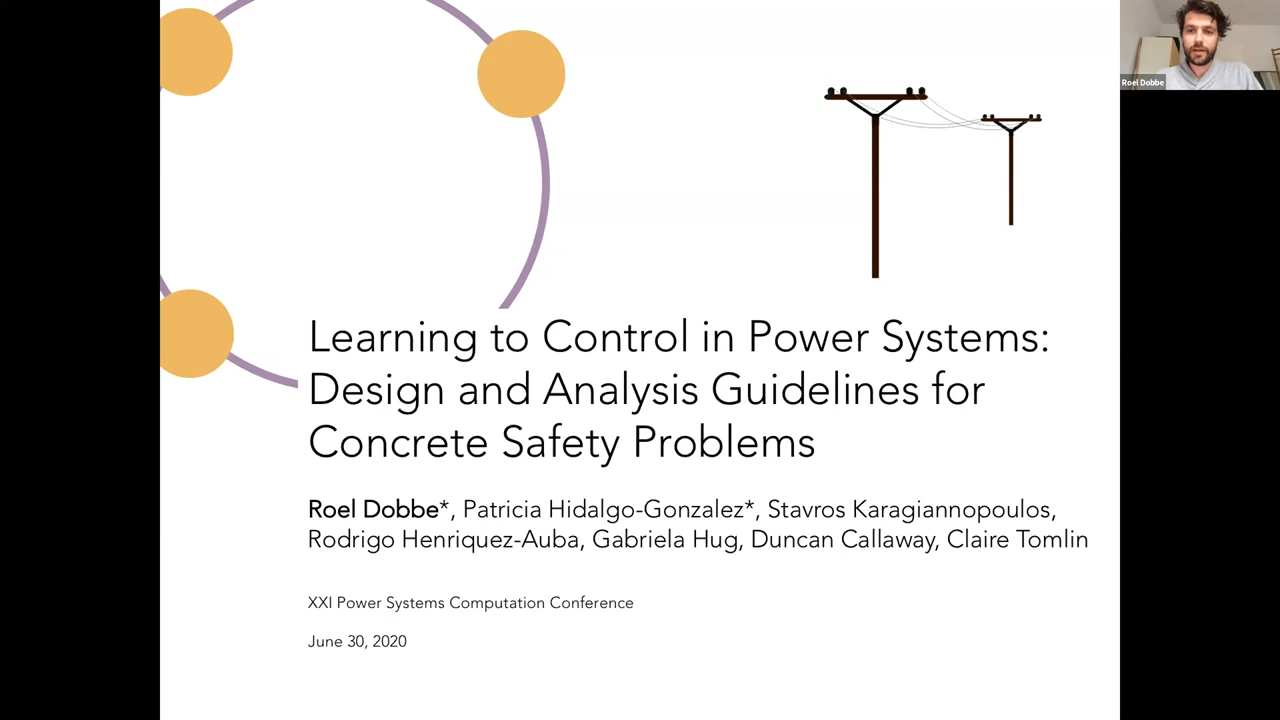 Roel Dobbe
Learning to Control in Power Systems:
Design and Analysis Guidelines for
Concrete Safety Problems
Roel Dobbe*, Patricia Hidalgo-Gonzalez*, Stavros Karagiannopoulos,
Rodrigo Henriquez-Auba, Gabriela Hug, Duncan Callaway, Claire Tomlin
XXI Power Systems Computation Conference
June 30, 2020